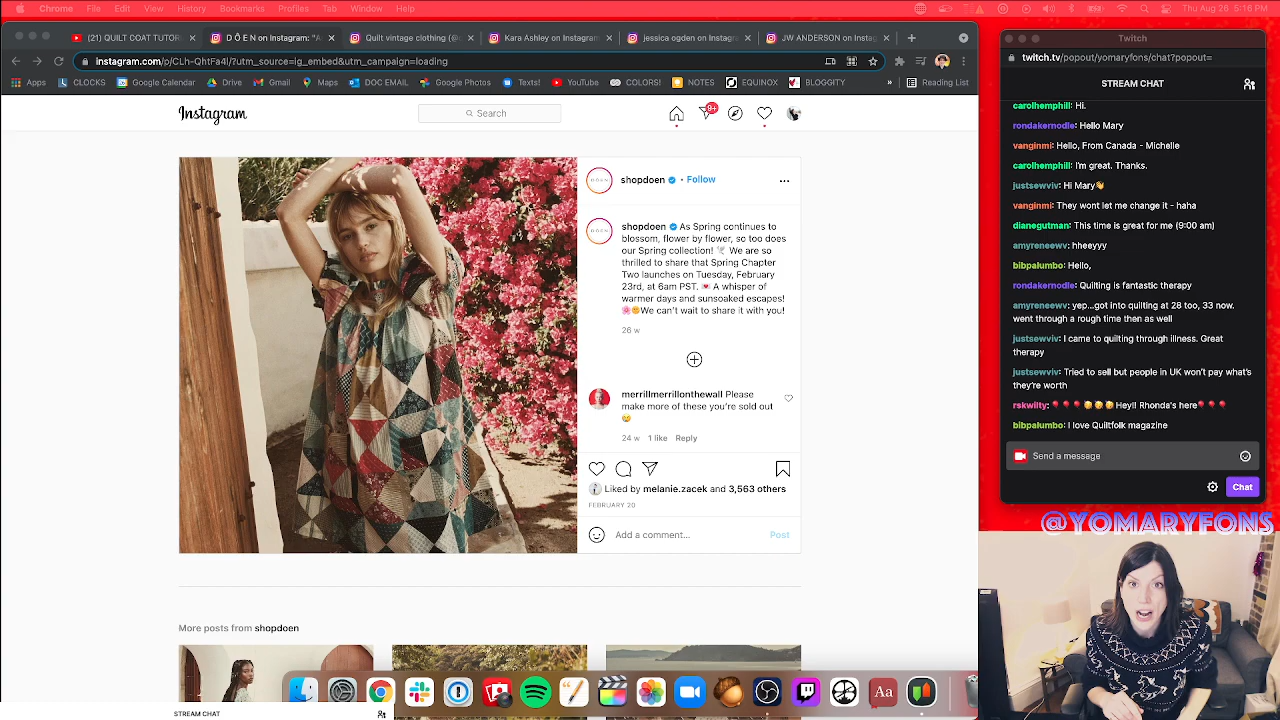 Chrome File Edit View History Bookmarks Profiles Tab Window Help
Thu Aug 26 5:16 PM
(21) QUILT COAT TUTOR
D Ô E N on Instagram: "A
Quilt vintage clothing (@
Kara Ashley on Instagram
jessica ogden on Instagram
JW ANDERSON on Instagram
instagram.com/p/CLh-QhtFa4l/?utm_source=ig_embed&utm_campaign=loading
Apps CLOCKS Google Calendar Drive Gmail Maps DOC EMAIL Google Photos Texts! YouTube COLORS! NOTES EQUINOX BLOGGITY » Reading List
Instagram
Search
9+
shopdoen • Follow
DÔEN
shopdoen As Spring continues to
blossom, flower by flower, so too does
our Spring collection! 🕊 We are so
thrilled to share that Spring Chapter
Two launches on Tuesday, February
23rd, at 6am PST. 💌 A whisper of
warmer days and sunsoaked escapes!
🌸🌞We can't wait to share it with you!
26 w
merrillmerrillonthewall Please
make more of these you're sold out
😢
24 w 1 like Reply
Liked by melanie.zacek and 3,563 others
FEBRUARY 20
Add a comment... Post
More posts from shopdoen
STREAM CHAT
Twitch
twitch.tv/popout/yomaryfons/chat?popout=
STREAM CHAT
carolhemphill: Hi.
rondakernodle: Hello Mary
vanginmi: Hello, From Canada - Michelle
carolhemphill: I'm great. Thanks.
justsewviv: Hi Mary👋
vanginmi: They wont let me change it - haha
dianegutman: This time is great for me (9:00 am)
amyreneewv: hheeyyy
bibpalumbo: Hello,
rondakernodle: Quilting is fantastic therapy
amyreneewv: yep...got into quilting at 28 too, 33 now.
went through a rough time then as well
justsewviv: I came to quilting through illness. Great
therapy
justsewviv: Tried to sell but people in UK won't pay what's
they're worth
rskwilty: 🎈🎈🎈🥳🥳🥳Hey!! Rhonda's here🎈🎈🎈
bibpalumbo: I love Quiltfolk magazine
Send a message
Chat
@YOMARYFONS
Aa